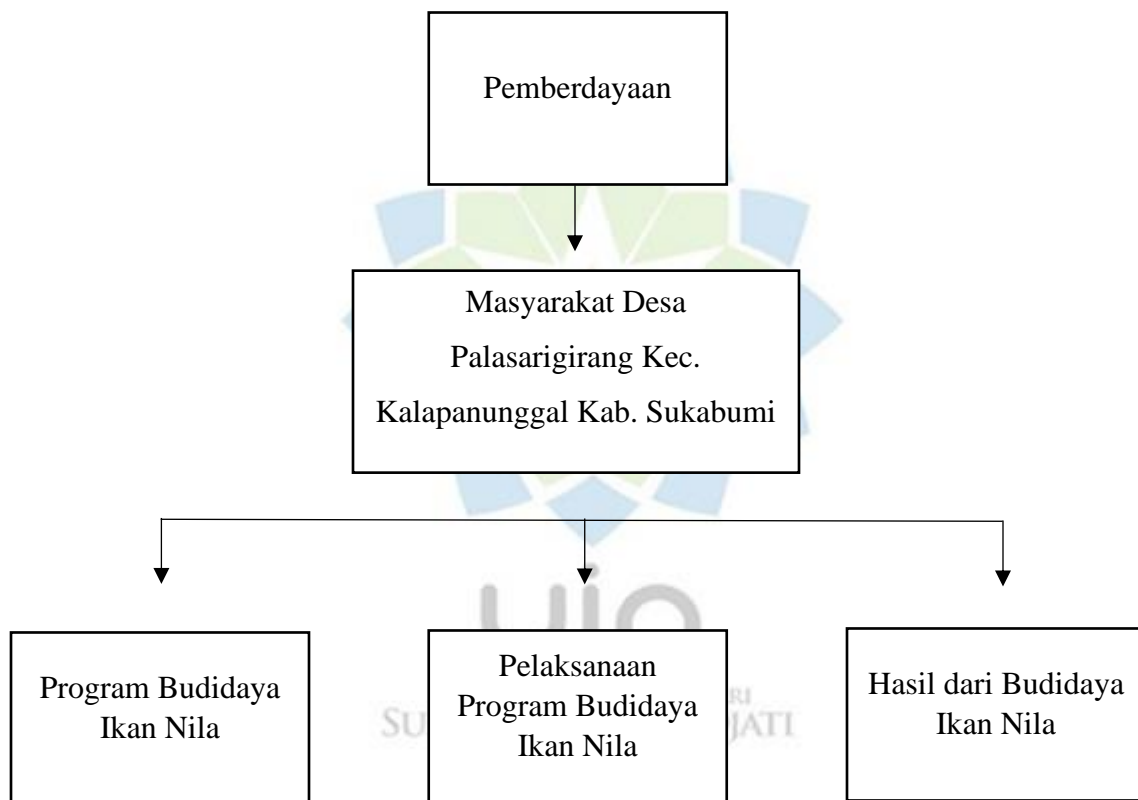 Pemberdayaan
Masyarakat Desa
Palasarigirang Kec.
Kalapanunggal Kab. Sukabumi
Program Budidaya
Ikan Nila
Pelaksanaan
Program Budidaya
Ikan Nila
Hasil dari Budidaya
Ikan Nila